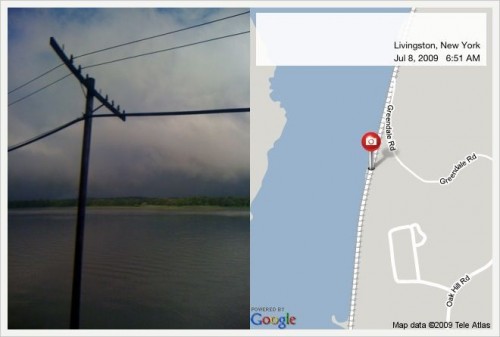 Livingston, New York
Jul 8, 2009 6:51 AM
Greendale Rd
Greendale Rd
Oak Hill Rd
POWERED BY
Google
Map data ©2009 Tele Atlas